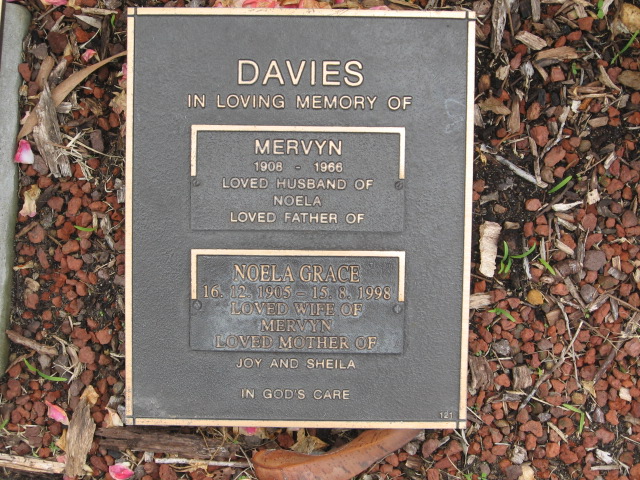 DAVIES
IN LOVING MEMORY OF
MERVYN
1908 - 1966
LOVED HUSBAND OF
NOELA
LOVED FATHER OF
NOELA GRACE
16. 12. 1905 – 15. 8. 1998
LOVED WIFE OF
MERVYN
LOVED MOTHER OF
JOY AND SHEILA
IN GOD'S CARE
121